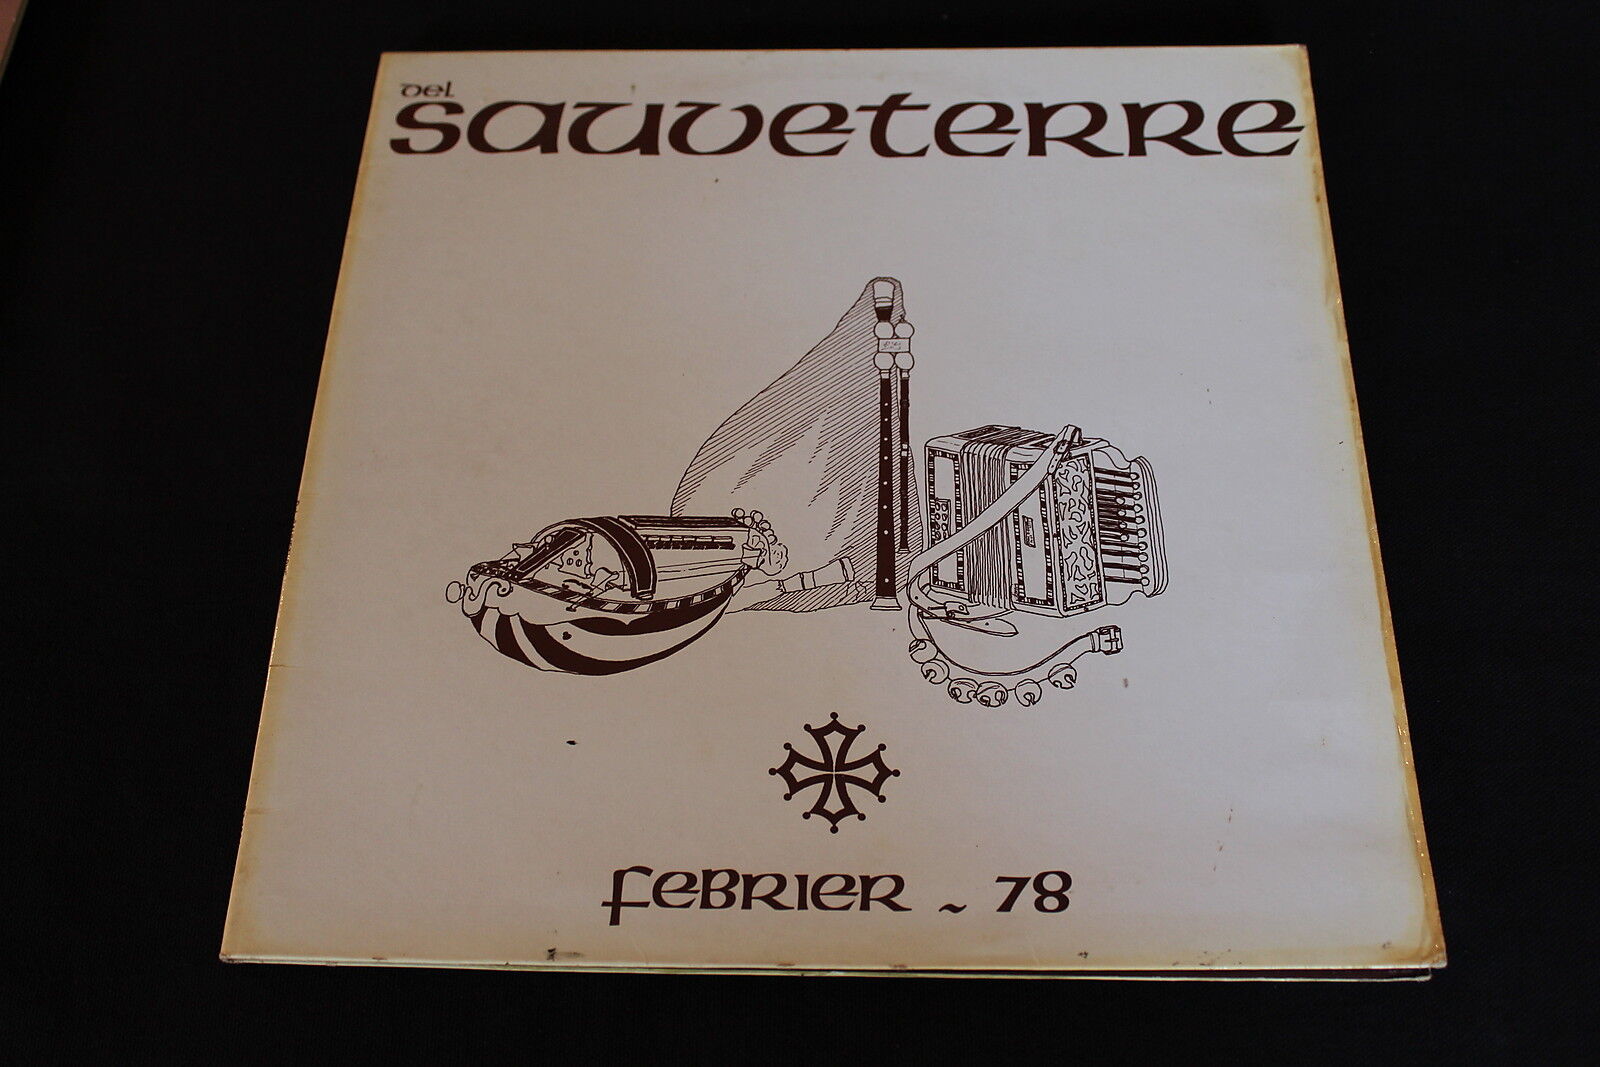 del
sauveterre
febrier ~ 78